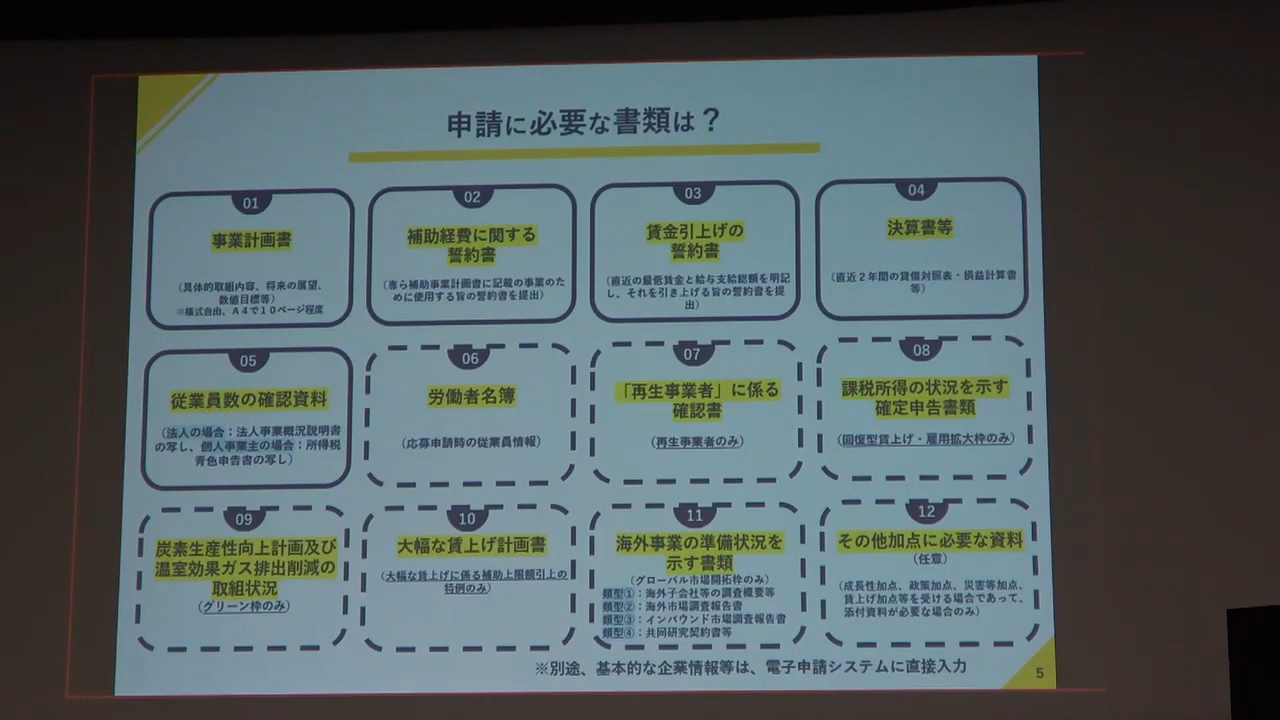 申請に必要な書類は？
01
事業計画書
（具体的取組内容、将来の展望、
数値目標等）
※様式自由、Ａ４で１０ページ程度
02
補助経費に関する
誓約書
（専ら補助事業計画書に記載の事業のた
めに使用する旨の誓約書を提出）
03
賃金引上げの
誓約書
（直近の最低賃金と給与支給総額を明記
し、それを引き上げる旨の誓約書を提
出）
04
決算書等
（直近２年間の貸借対照表・損益計算書
等）
05
従業員数の確認資料
（法人の場合：法人事業概況説明書
の写し、個人事業主の場合：所得税
青色申告書の写し）
06
労働者名簿
（応募申請時の従業員情報）
07
「再生事業者」に係る
確認書
（再生事業者のみ）
08
課税所得の状況を示す
確定申告書類
（回復型賃上げ・雇用拡大枠のみ）
09
炭素生産性向上計画及び
温室効果ガス排出削減の
取組状況
（グリーン枠のみ）
10
大幅な賃上げ計画書
（大幅な賃上げに係る補助上限額引上の
特例のみ）
11
海外事業の準備状況を
示す書類
（グローバル市場開拓枠のみ）
類型①：海外子会社等の調査概要等
類型②：海外市場調査報告書
類型③：インバウンド市場調査報告書
類型④：共同研究契約書等
12
その他加点に必要な資料
（任意）
（成長性加点、政策加点、災害等加点、
賃上げ加点等を受ける場合であって、
添付資料が必要な場合のみ）
※別途、基本的な企業情報等は、電子申請システムに直接入力
5